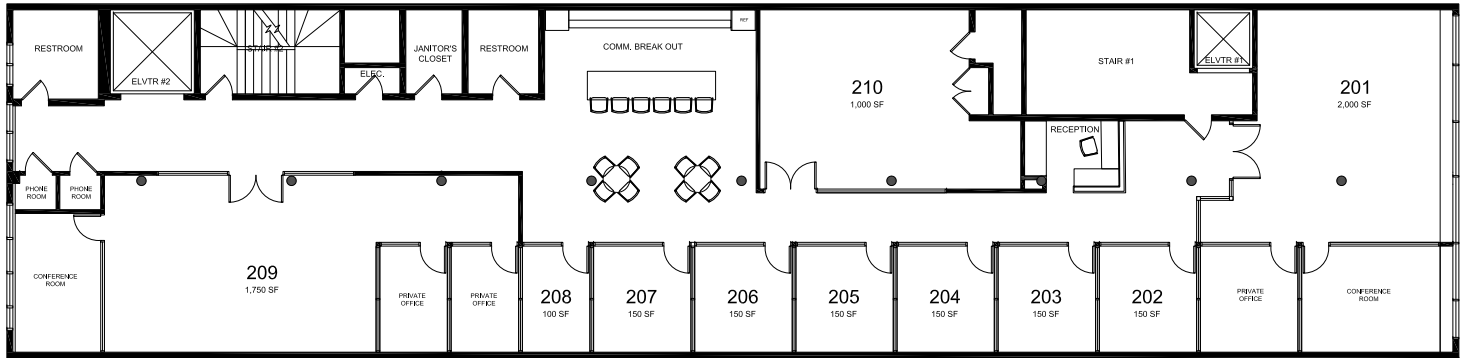 RESTROOM
ELVTR #2
STAIR #2
ELEC.
JANITOR'S
CLOSET
RESTROOM
COMM. BREAK OUT
REF
210
1,000 SF
STAIR #1
ELVTR #1
201
2,000 SF
RECEPTION
PHONE
ROOM
PHONE
ROOM
CONFERENCE
ROOM
209
1,750 SF
PRIVATE
OFFICE
PRIVATE
OFFICE
208
100 SF
207
150 SF
206
150 SF
205
150 SF
204
150 SF
203
150 SF
202
150 SF
PRIVATE
OFFICE
CONFERENCE
ROOM